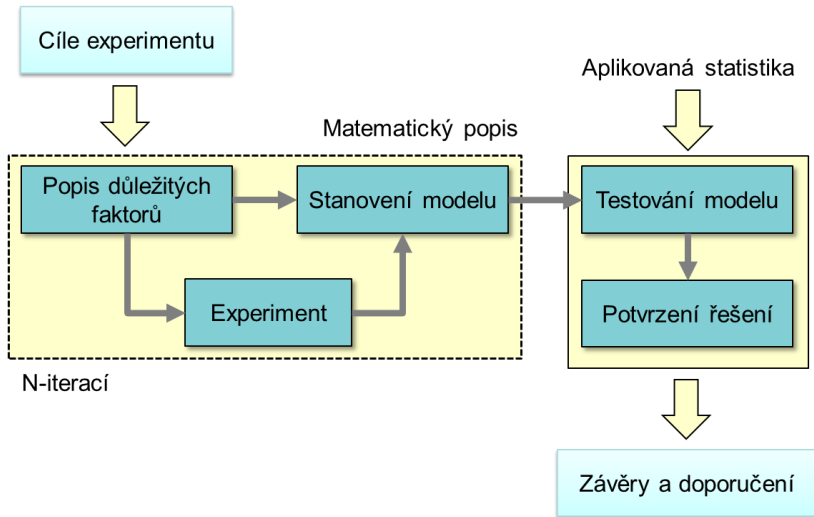 Cíle experimentu
Aplikovaná statistika
Matematický popis
Popis důležitých
faktorů
Stanovení modelu
Testování modelu
Experiment
Potvrzení řešení
N-iterací
Závěry a doporučení